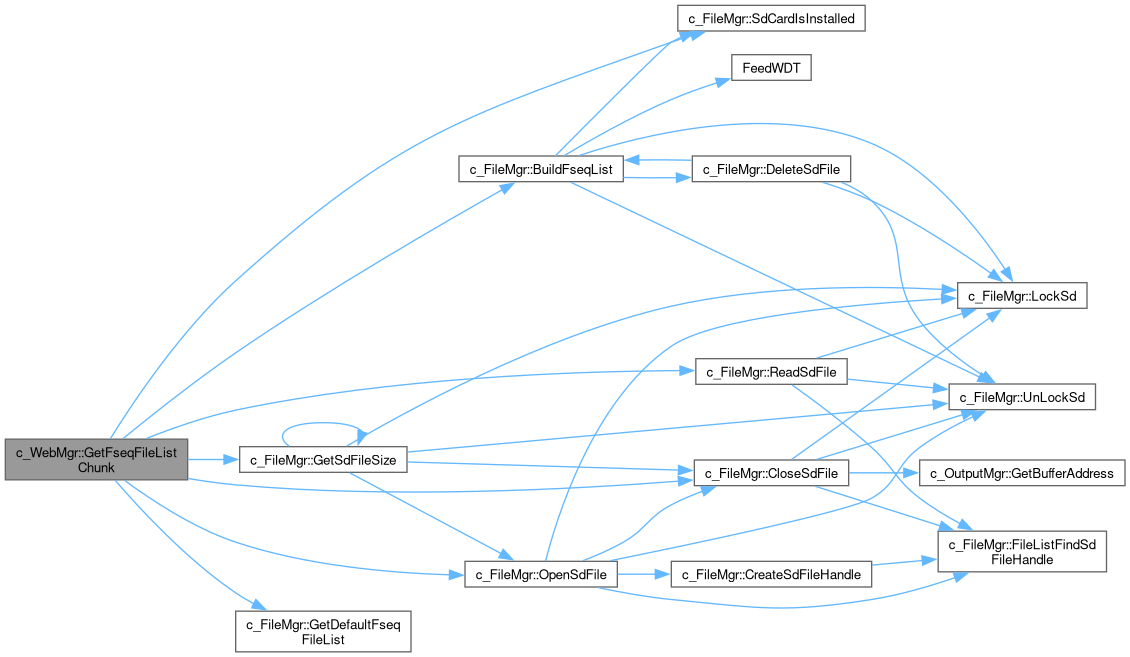 c_FileMgr::SdCardIsInstalled
FeedWDT
c_FileMgr::BuildFseqList
c_FileMgr::DeleteSdFile
c_FileMgr::LockSd
c_FileMgr::ReadSdFile
c_FileMgr::UnLockSd
c_WebMgr::GetFseqFileList
Chunk
c_FileMgr::GetSdFileSize
c_FileMgr::CloseSdFile
c_OutputMgr::GetBufferAddress
c_FileMgr::FileListFindSd
FileHandle
c_FileMgr::OpenSdFile
c_FileMgr::CreateSdFileHandle
c_FileMgr::GetDefaultFseq
FileList